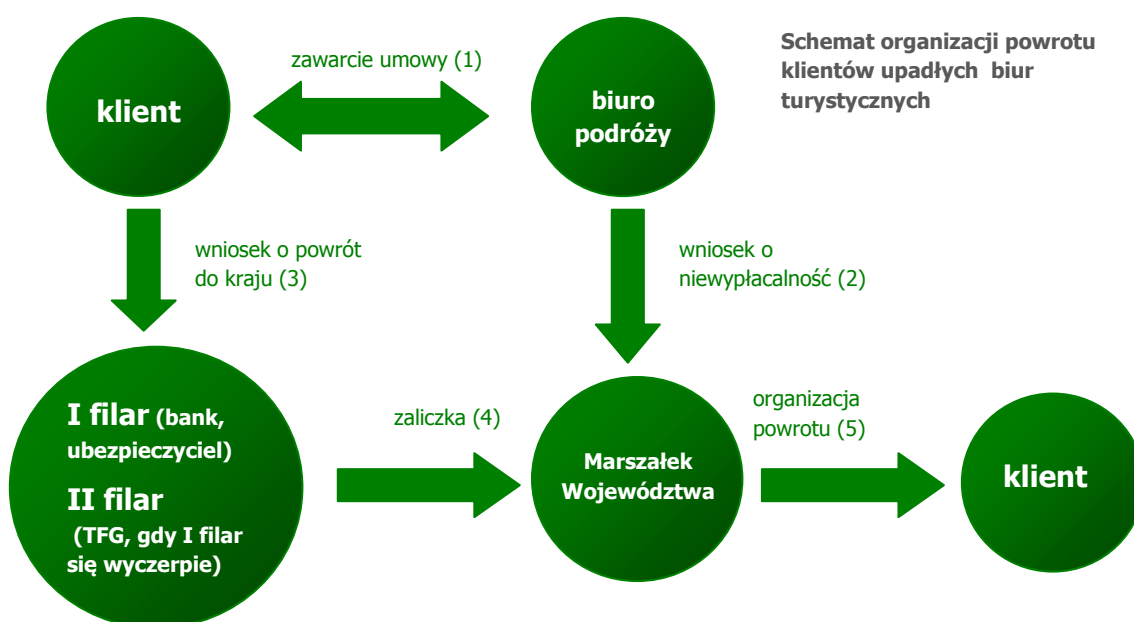 Schemat organizacji powrotu
klientów upadłych biur
turystycznych
zawarcie umowy (1)
klient
biuro
podróży
wniosek o powrót
do kraju (3)
wniosek o
niewypłacalność (2)
I filar (bank,
ubezpieczyciel)
II filar
(TFG, gdy I filar
się wyczerpie)
zaliczka (4)
Marszałek
Województwa
organizacja
powrotu (5)
klient